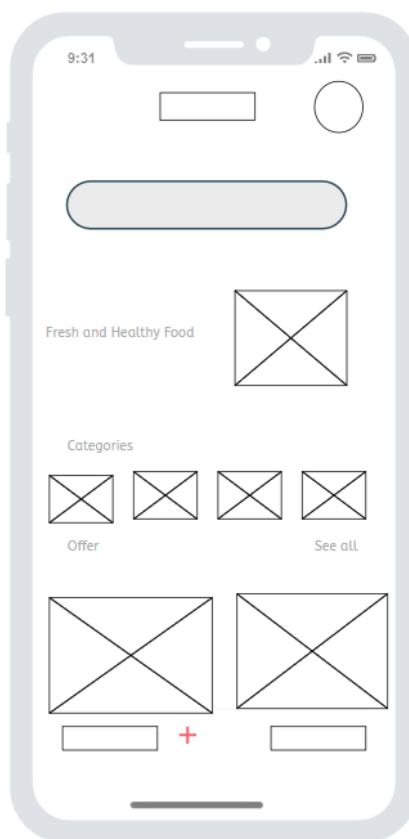 9:31
Fresh and Healthy Food
Categories
Offer
See all
+